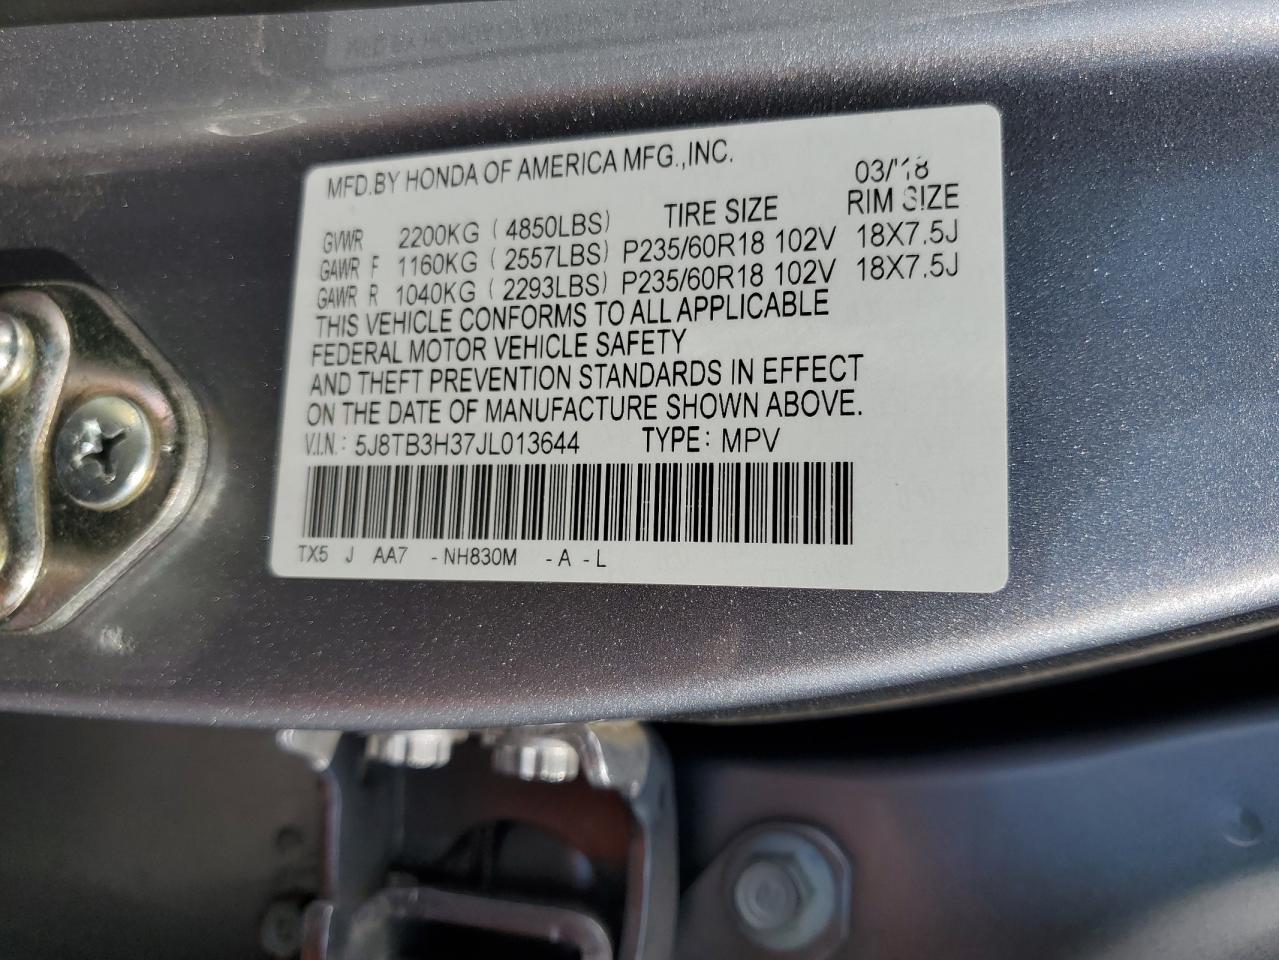 MFD.BY HONDA OF AMERICA MFG.,INC. 03/'18
GVWR 2200KG ( 4850LBS) TIRE SIZE RIM SIZE
GAWR F 1160KG ( 2557LBS) P235/60R18 102V 18X7.5J
GAWR R 1040KG ( 2293LBS) P235/60R18 102V 18X7.5J
THIS VEHICLE CONFORMS TO ALL APPLICABLE
FEDERAL MOTOR VEHICLE SAFETY
AND THEFT PREVENTION STANDARDS IN EFFECT
ON THE DATE OF MANUFACTURE SHOWN ABOVE.
V.I.N.: 5J8TB3H37JL013644 TYPE: MPV
TX5 J AA7 -NH830M -A -L